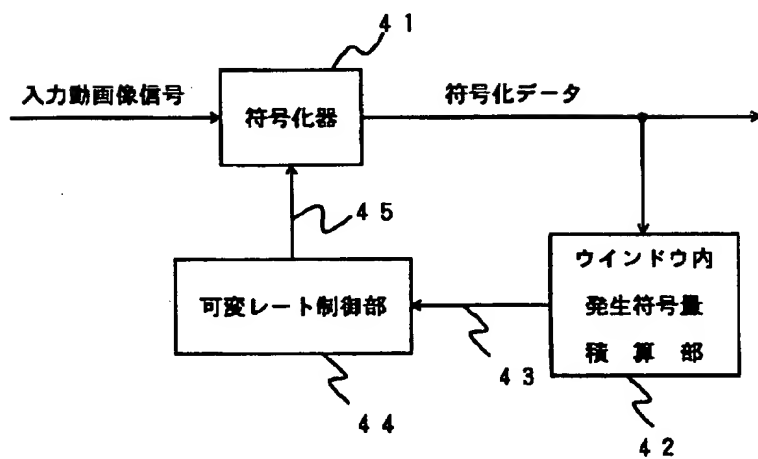 ４１
入力動画像信号
符号化器
符号化データ
４５
可変レート制御部
ウインドウ内
発生符号量
積 算 部
４３
４４
４２